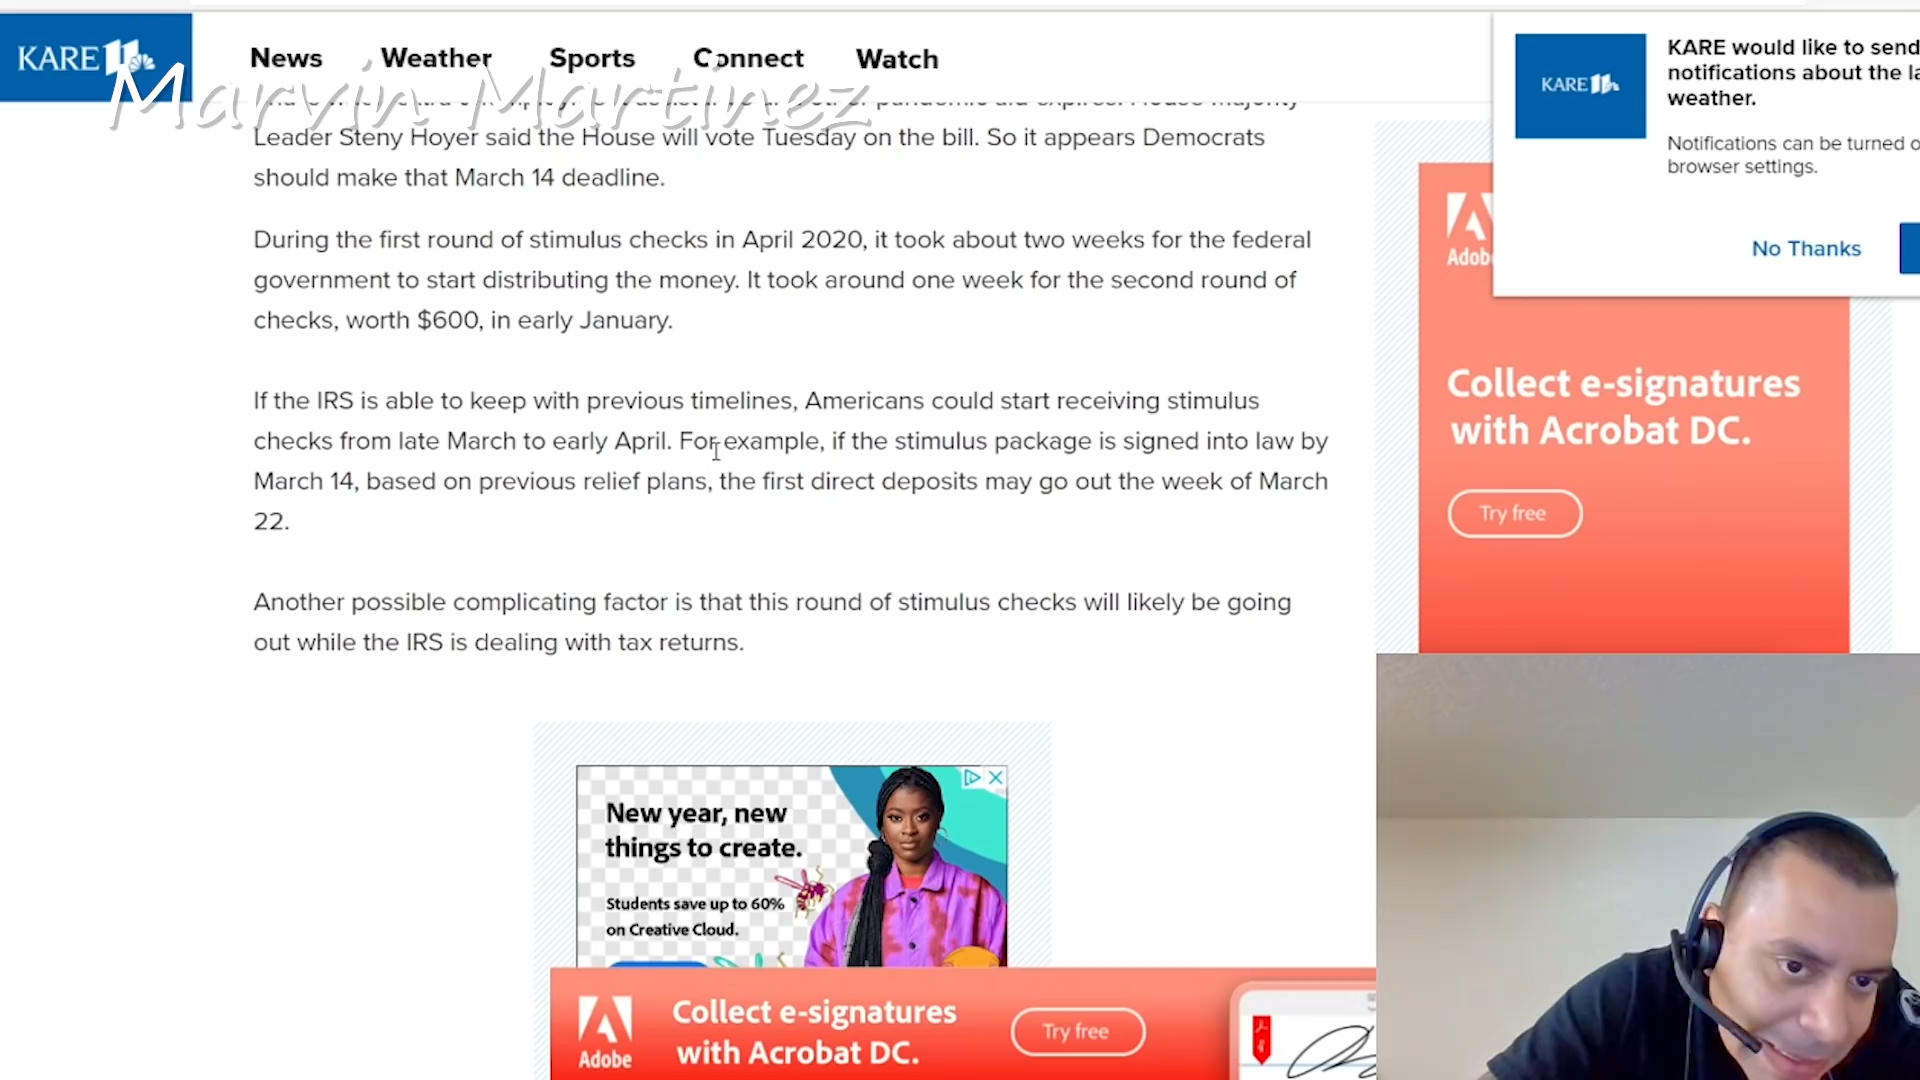 KARE 11
News
Weather
Sports
Connect
Watch
Marvin Martinez
Leader Steny Hoyer said the House will vote Tuesday on the bill. So it appears Democrats
should make that March 14 deadline.
During the first round of stimulus checks in April 2020, it took about two weeks for the federal
government to start distributing the money. It took around one week for the second round of
checks, worth $600, in early January.
If the IRS is able to keep with previous timelines, Americans could start receiving stimulus
checks from late March to early April. For example, if the stimulus package is signed into law by
March 14, based on previous relief plans, the first direct deposits may go out the week of March
22.
Another possible complicating factor is that this round of stimulus checks will likely be going
out while the IRS is dealing with tax returns.
New year, new
things to create.
Students save up to 60%
on Creative Cloud.
Adobe
Collect e-signatures
with Acrobat DC.
Try free
KARE 11
KARE would like to send
notifications about the la
weather.
Notifications can be turned o
browser settings.
No Thanks
Adobe
Collect e-signatures
with Acrobat DC.
Try free